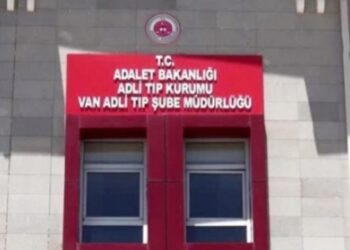 T.C.
ADALET BAKANLIĞI
ADLİ TIP KURUMU
VAN ADLİ TIP ŞUBE MÜDÜRLÜĞÜ